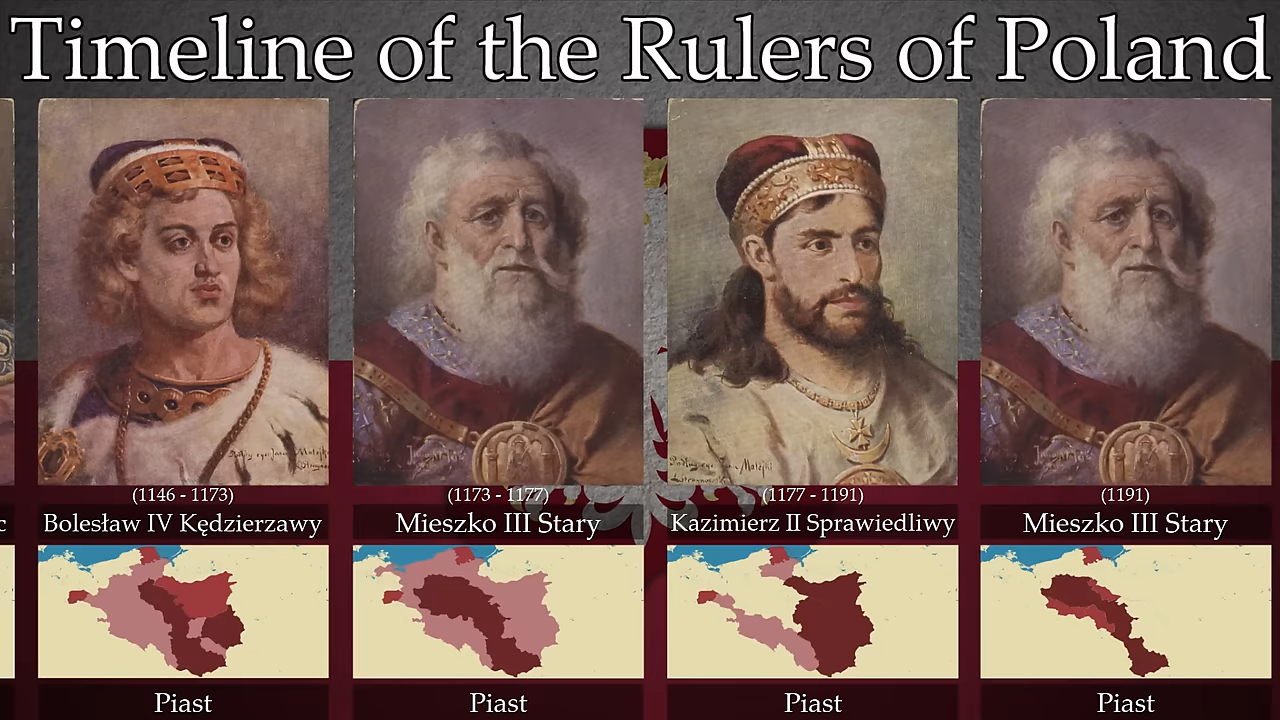 Timeline of the Rulers of Poland
(1146 - 1173)
(1173 - 1177)
(1177 - 1191)
(1191)
c
Bolesław IV Kędzierzawy
Mieszko III Stary
Kazimierz II Sprawiedliwy
Mieszko III Stary
Piast
Piast
Piast
Piast